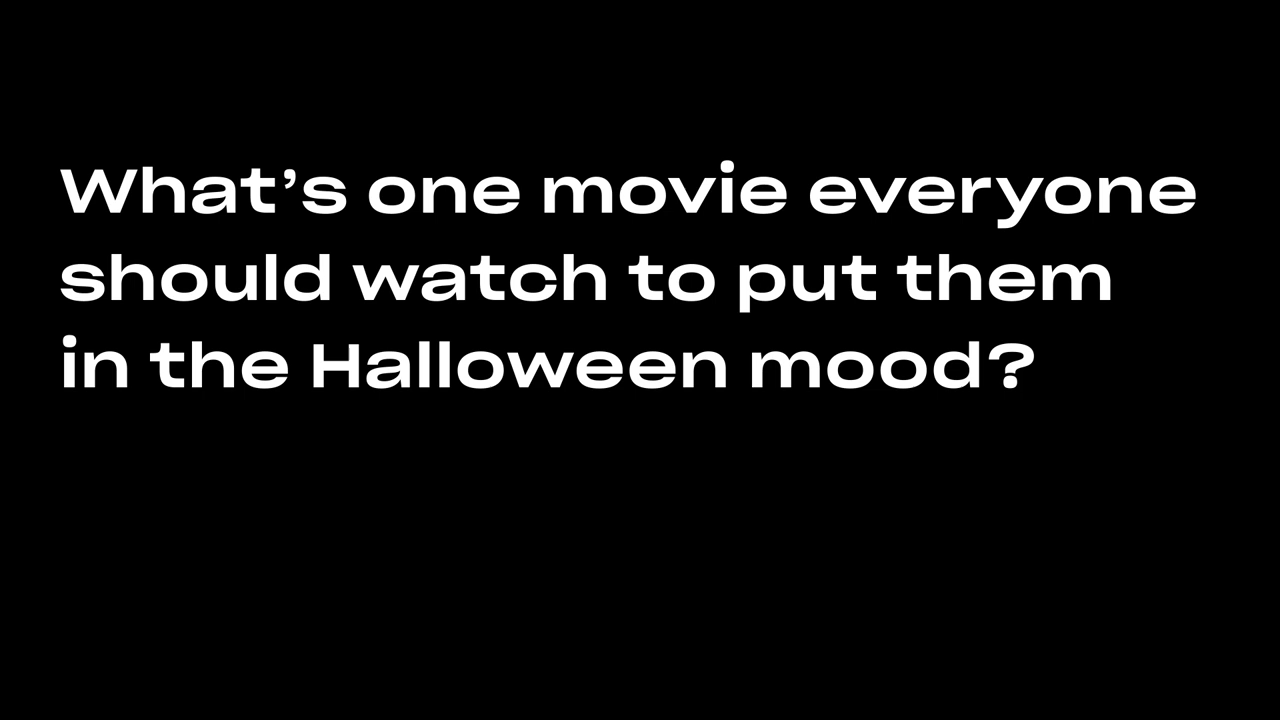 What’s one movie everyone
should watch to put them
in the Halloween mood?